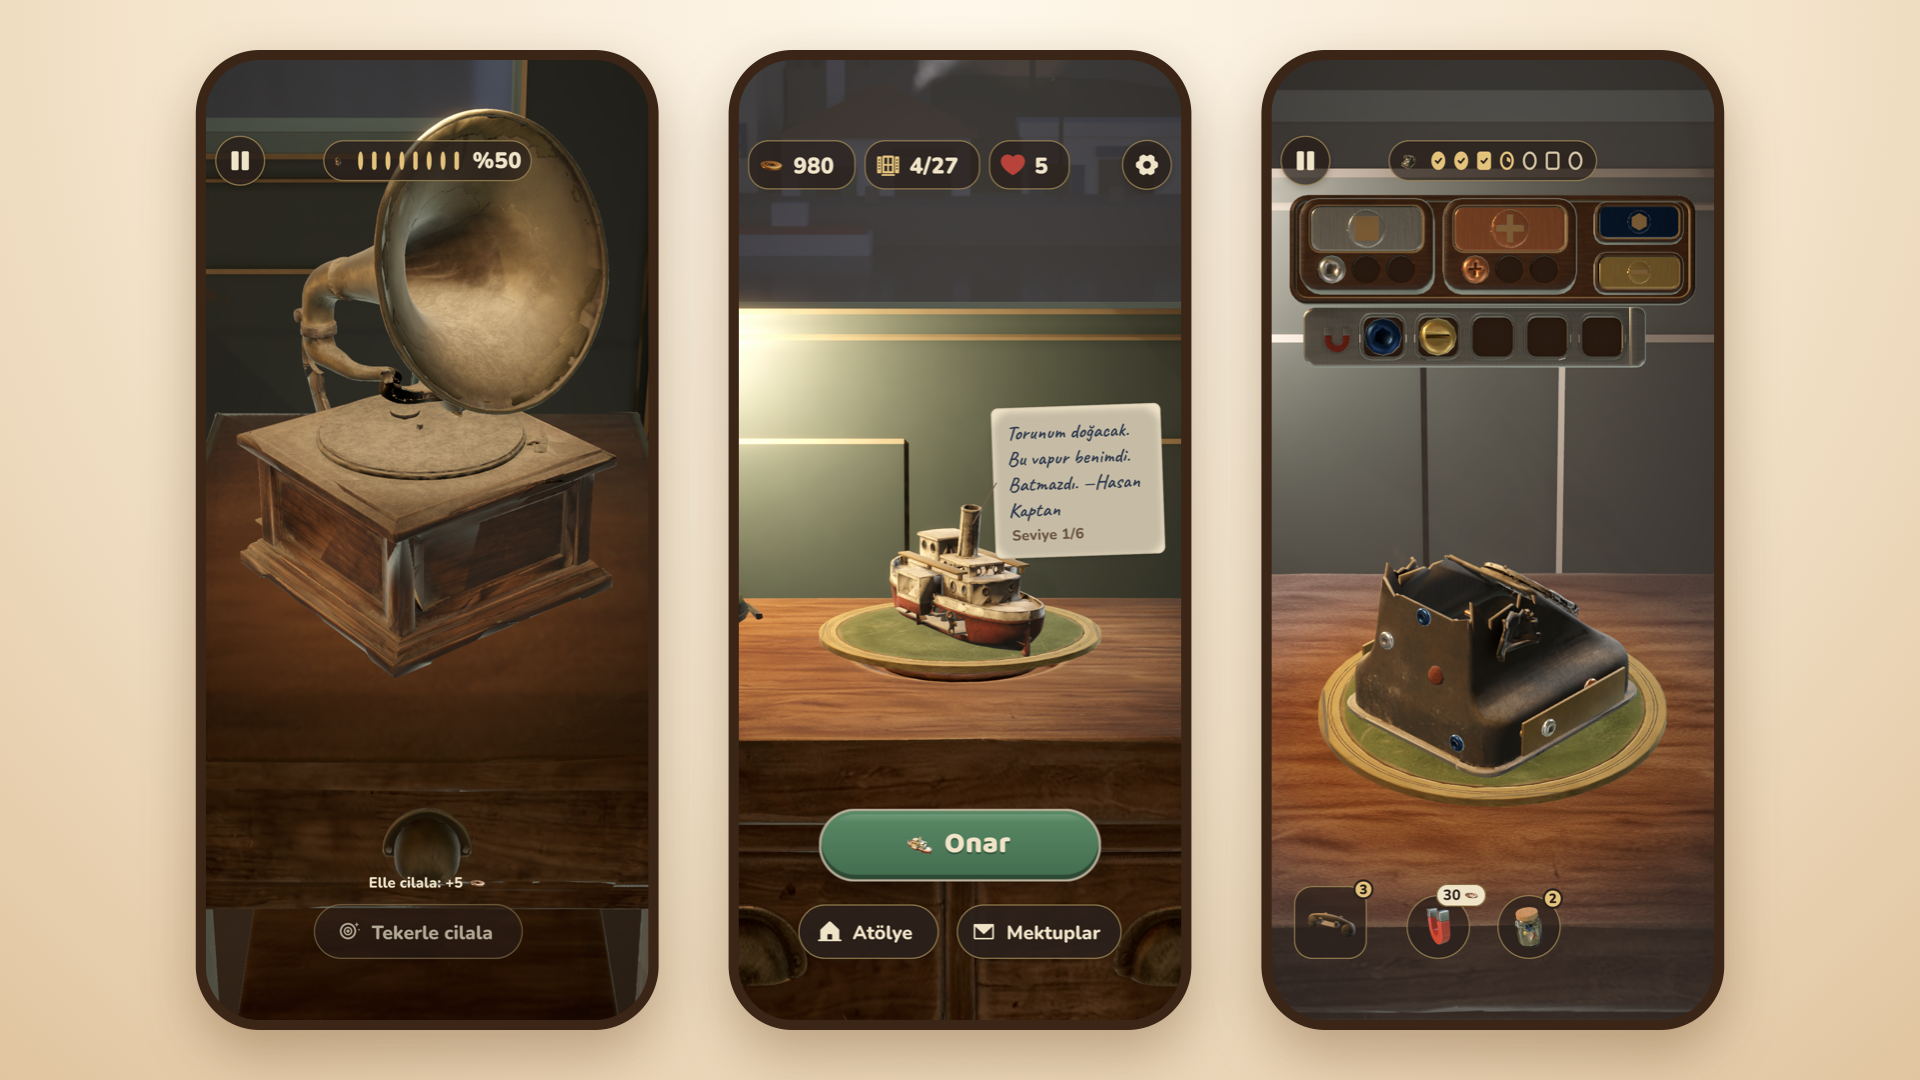 %50
Elle cilala: +5
Tekerle cilala
980
4/27
5
Torunum doğacak.
Bu vapur benimdi.
Batmazdı. —Hasan
Kaptan
Seviye 1/6
Onar
Atölye
Mektuplar
3
30
2